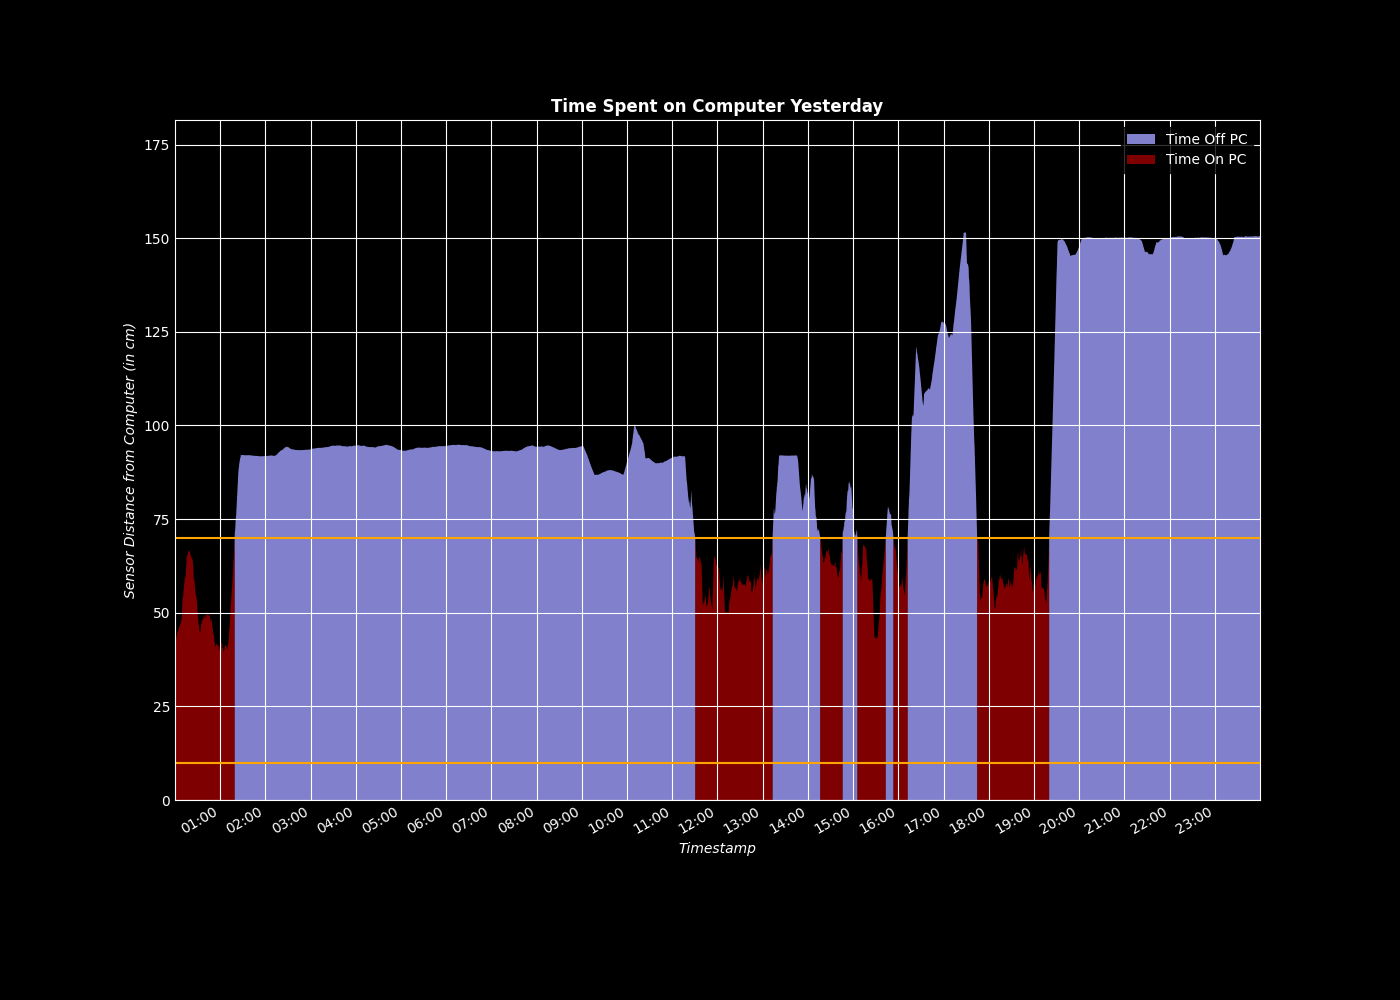 Time Spent on Computer Yesterday
Time Off PC
Time On PC
Sensor Distance from Computer (in cm)
175
150
125
100
75
50
25
0
01:00 02:00 03:00 04:00 05:00 06:00 07:00 08:00 09:00 10:00 11:00 12:00 13:00 14:00 15:00 16:00 17:00 18:00 19:00 20:00 21:00 22:00 23:00
Timestamp